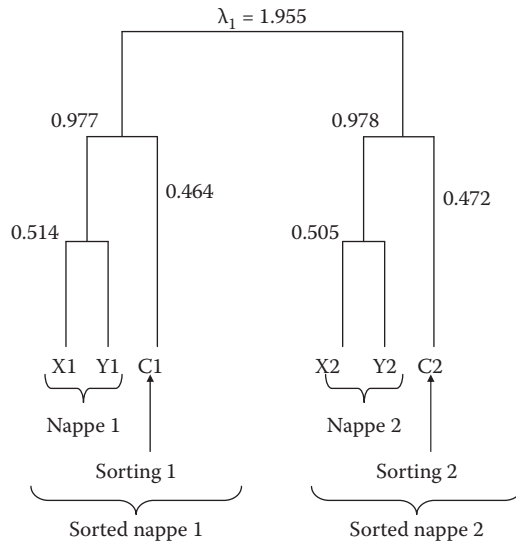 λ1 = 1.955
0.977 0.978
0.464 0.472
0.514 0.505
X1 Y1 C1 X2 Y2 C2
Nappe 1 Nappe 2
Sorting 1 Sorting 2
Sorted nappe 1 Sorted nappe 2